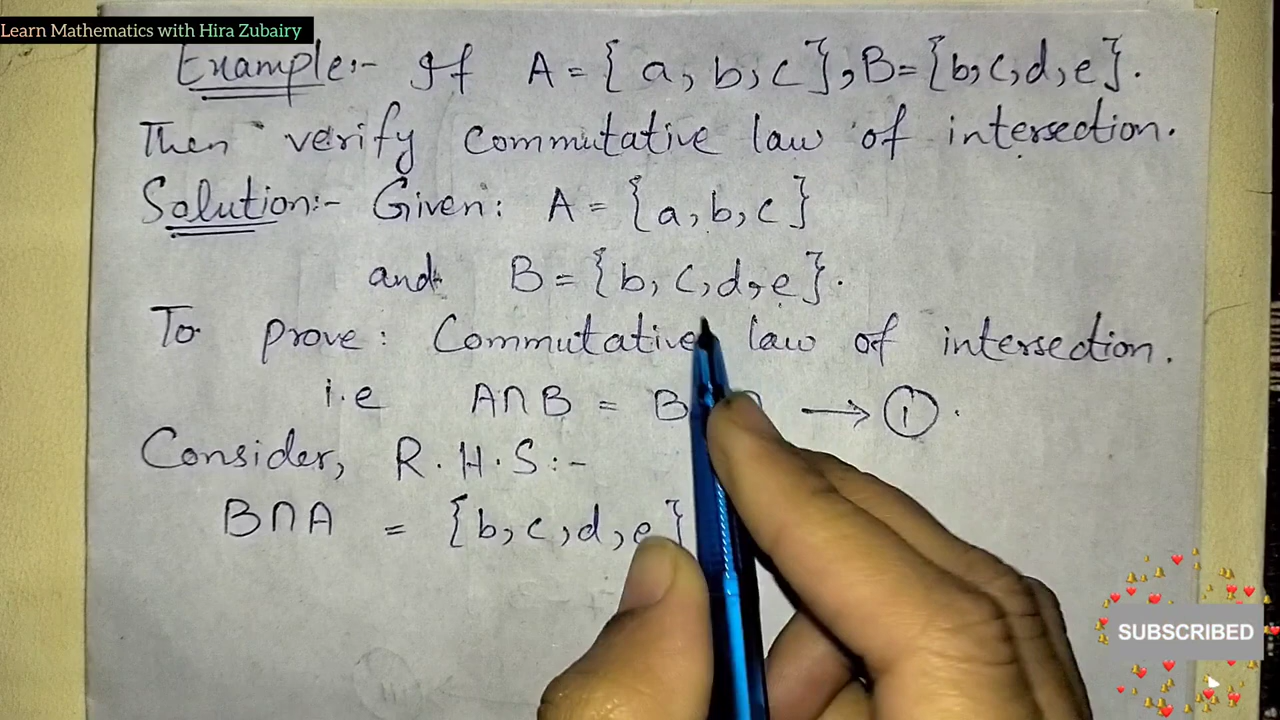 Learn Mathematics with Hira Zubairy
Example:- If A = { a, b, c }, B = {b, c, d, e}.
Then verify Commutative law of intersection.
Solution:- Given: A = {a, b, c}
and B = {b, c, d, e}.
To prove: Commutative law of intersection.
i.e A∩B = B → 1.
Consider, R.H.S:-
B∩A = {b, c, d, e}
SUBSCRIBED